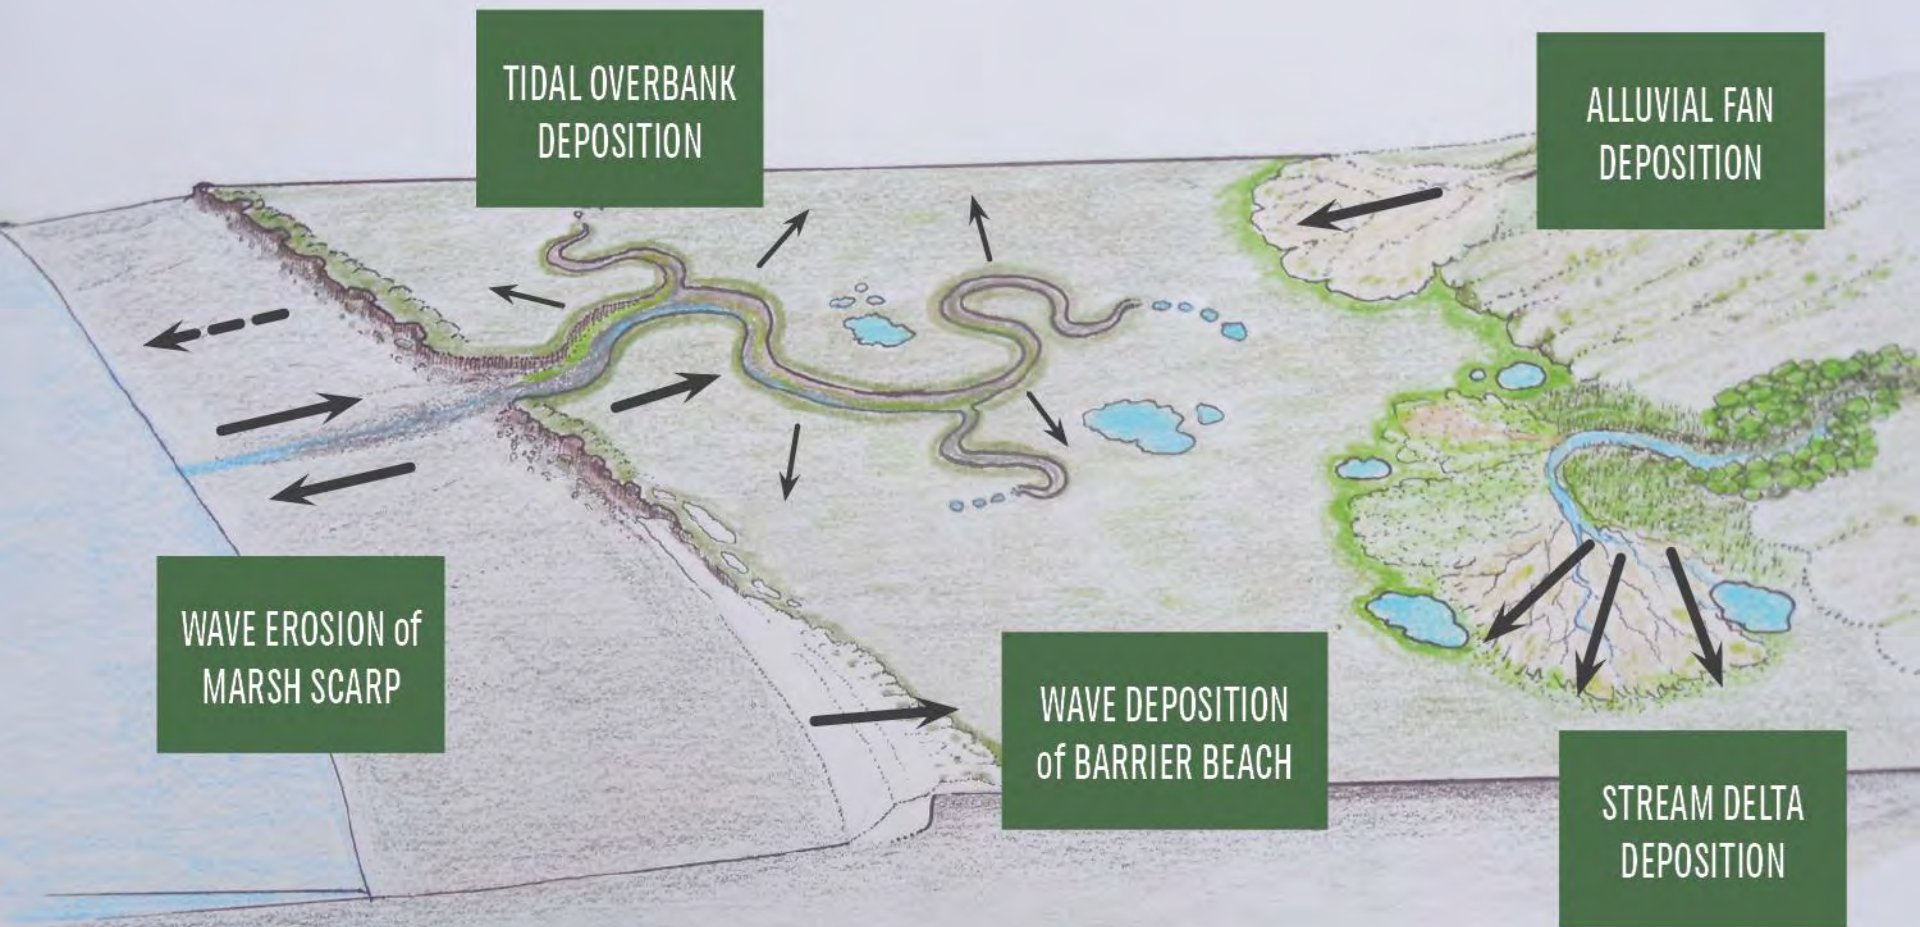 TIDAL OVERBANK
DEPOSITION
ALLUVIAL FAN
DEPOSITION
WAVE EROSION of
MARSH SCARP
WAVE DEPOSITION
of BARRIER BEACH
STREAM DELTA
DEPOSITION